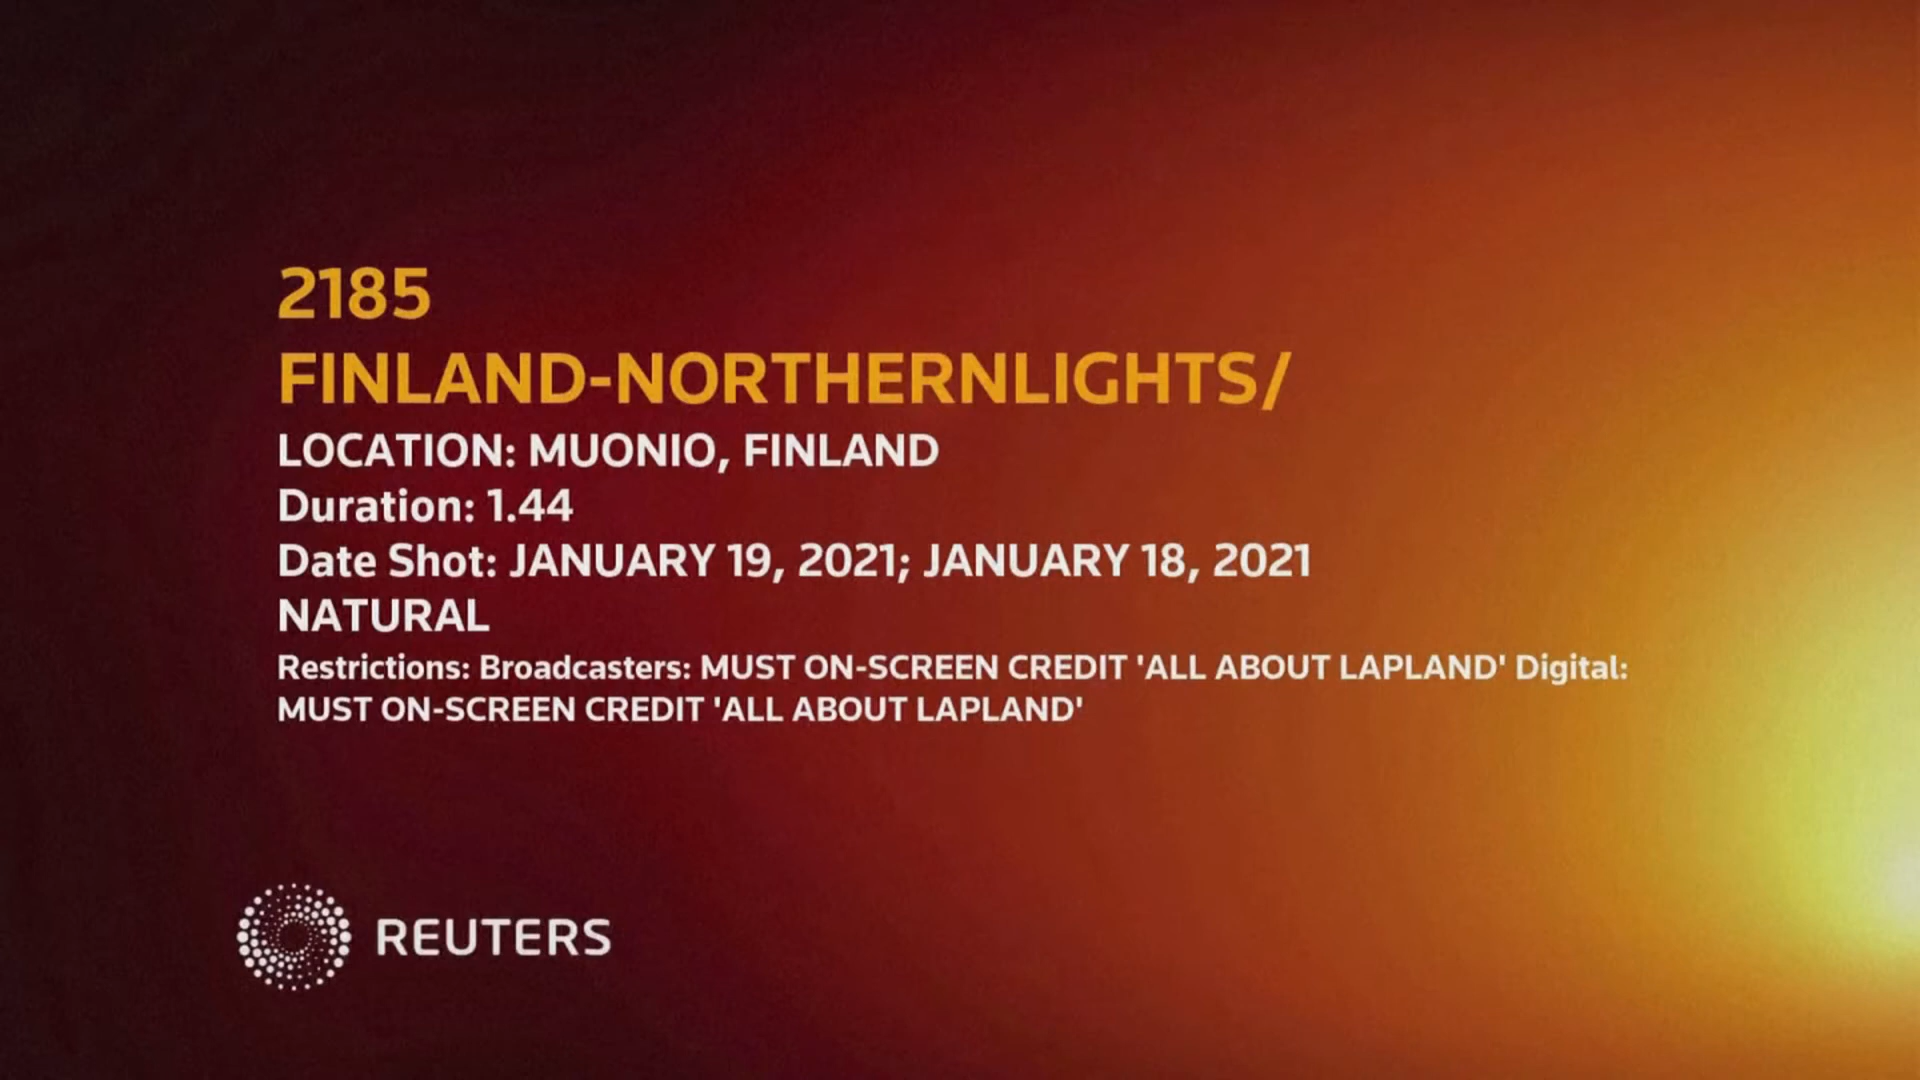 2185
FINLAND-NORTHERNLIGHTS/
LOCATION: MUONIO, FINLAND
Duration: 1.44
Date Shot: JANUARY 19, 2021; JANUARY 18, 2021
NATURAL
Restrictions: Broadcasters: MUST ON-SCREEN CREDIT 'ALL ABOUT LAPLAND' Digital:
MUST ON-SCREEN CREDIT 'ALL ABOUT LAPLAND'
REUTERS